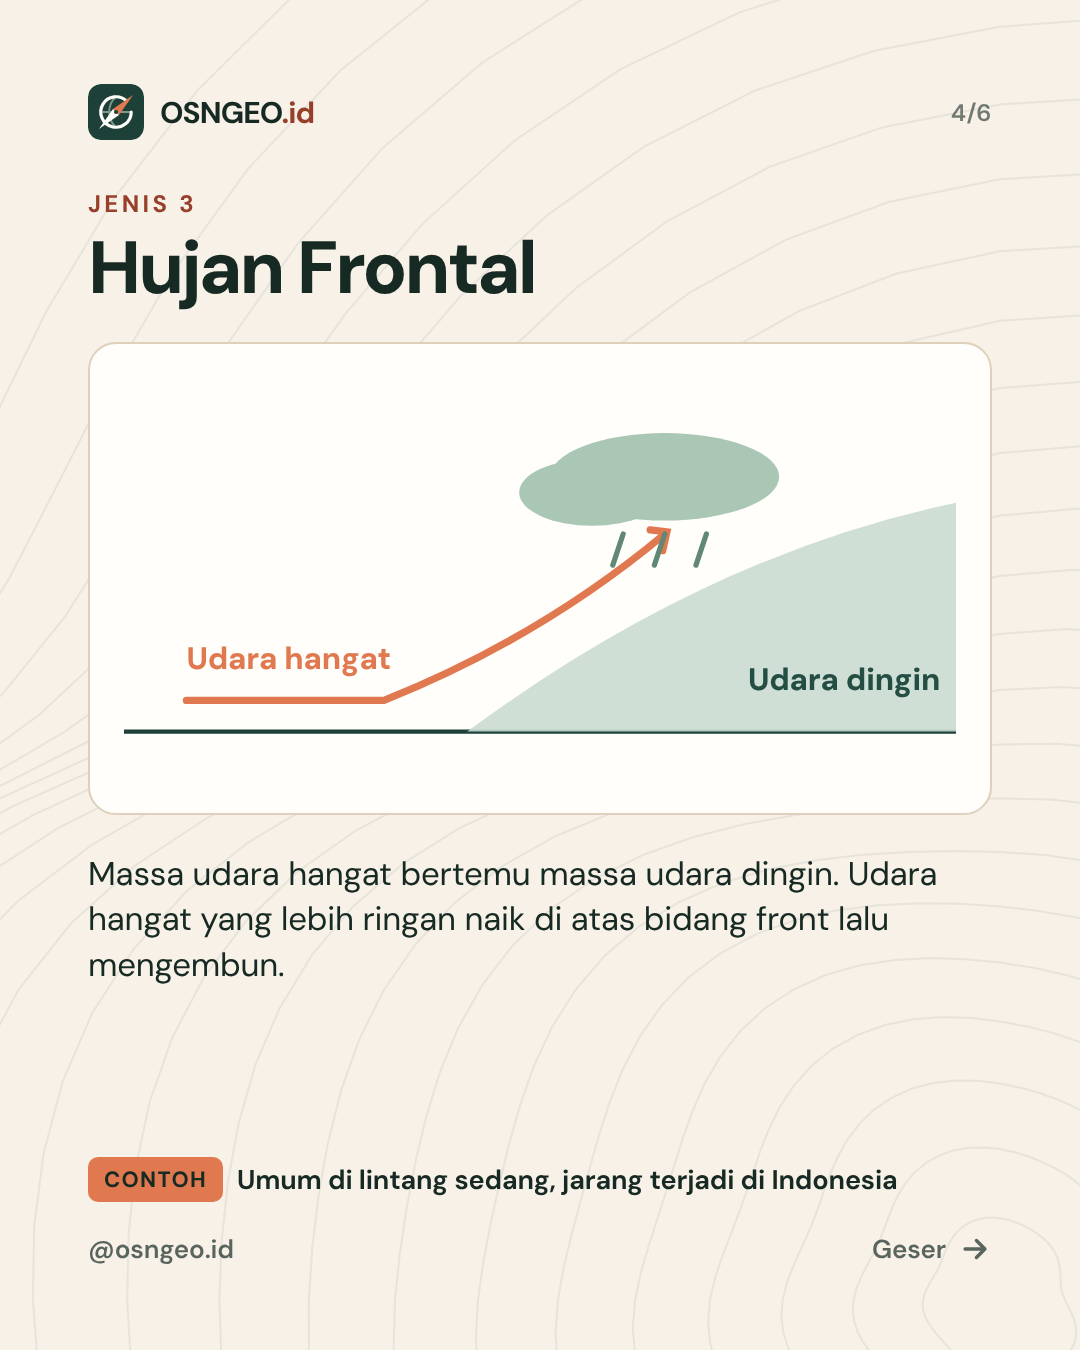 OSNGEO.id
4/6
JENIS 3
Hujan Frontal
Udara hangat
Udara dingin
Massa udara hangat bertemu massa udara dingin. Udara
hangat yang lebih ringan naik di atas bidang front lalu
mengembun.
CONTOH Umum di lintang sedang, jarang terjadi di Indonesia
@osngeo.id
Geser →